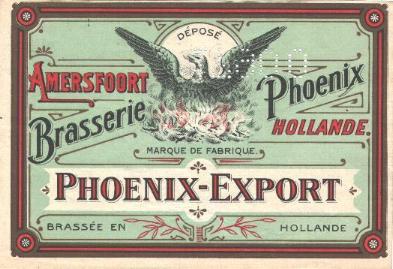 DÉPOSÉ
AMERSFOORT
Brasserie
Phoenix
HOLLANDE.
MARQUE DE FABRIQUE.
PHOENIX-EXPORT
BRASSÉE EN HOLLANDE